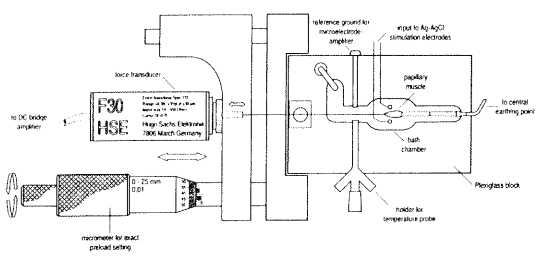 reference ground for
microelectrode-
amplifier
input to Ag-AgCl
stimulation electrodes
force transducer
papillary
muscle
F30
HSE
Hugo Sachs Elektronik
7806 March Germany
to DC bridge
amplifier
to central
earthing point
bath
chamber
0 - 25 mm
0,01
Plexiglass block
micrometer for exact
preload setting
holder for
temperature probe